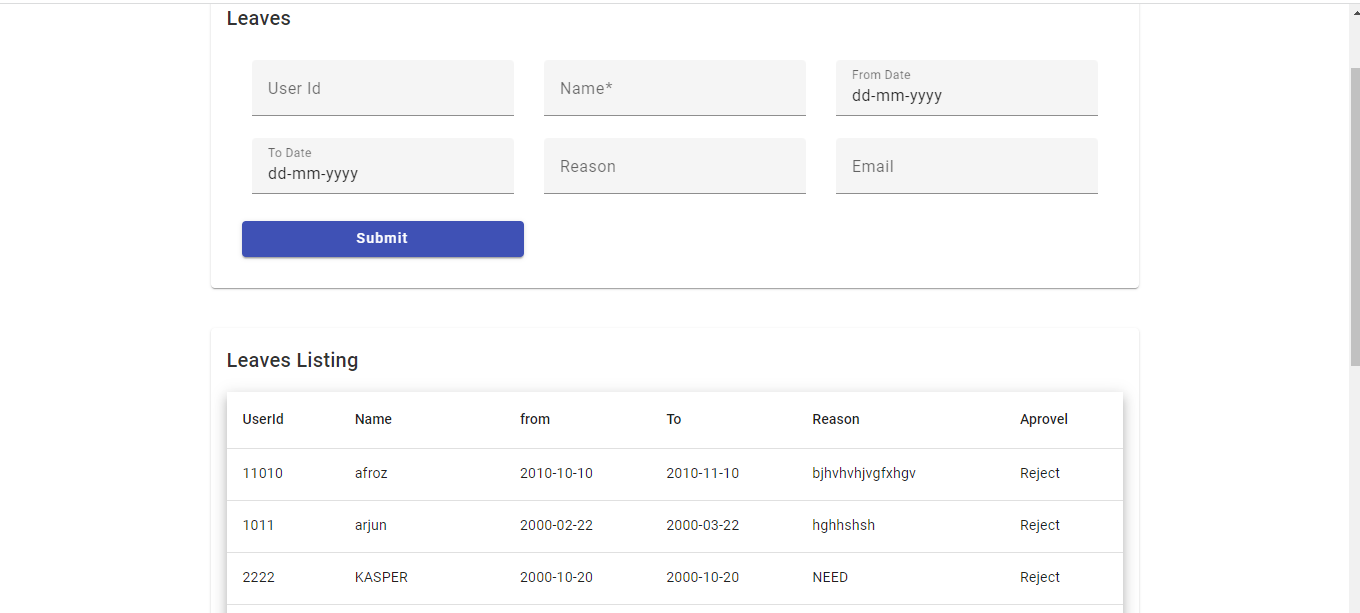 Leaves
User Id Name* From Date dd-mm-yyyy
To Date dd-mm-yyyy Reason Email
Submit
Leaves Listing
UserId Name from To Reason Aprovel
11010 afroz 2010-10-10 2010-11-10 bjhvhvhjvgfxhgv Reject
1011 arjun 2000-02-22 2000-03-22 hghhshsh Reject
2222 KASPER 2000-10-20 2000-10-20 NEED Reject